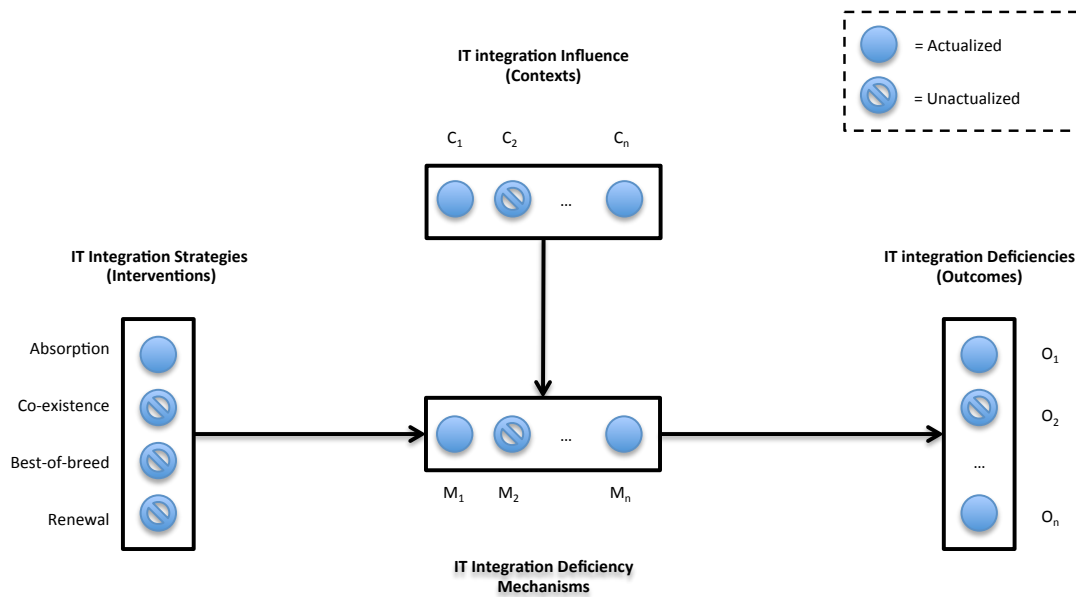 = Actualized
= Unactualized
IT integration Influence
(Contexts)
C1 C2 Cn
...
IT Integration Strategies
(Interventions)
Absorption
Co-existence
Best-of-breed
Renewal
...
M1 M2 Mn
IT Integration Deficiency
Mechanisms
IT integration Deficiencies
(Outcomes)
O1
O2
...
On